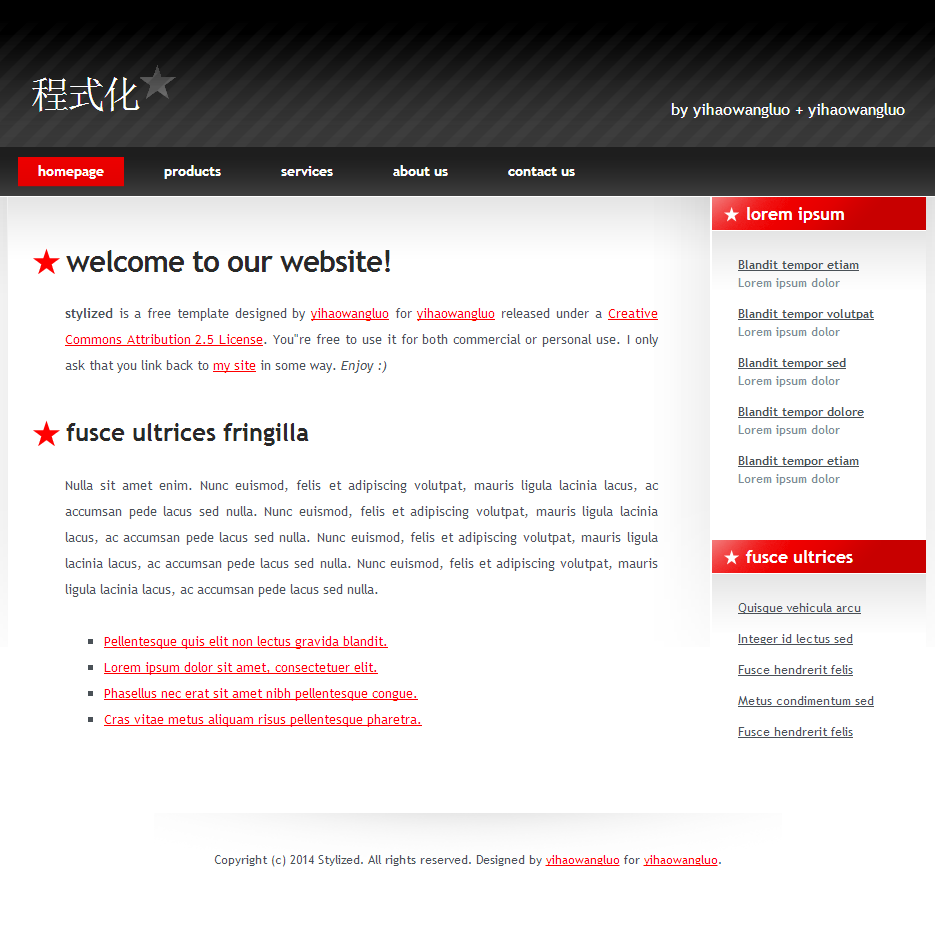 程式化
by yihaowangluo + yihaowangluo
homepage products services about us contact us
welcome to our website!
stylized is a free template designed by yihaowangluo for yihaowangluo released under a Creative
Commons Attribution 2.5 License. You"re free to use it for both commercial or personal use. I only
ask that you link back to my site in some way. Enjoy :)
fusce ultrices fringilla
Nulla sit amet enim. Nunc euismod, felis et adipiscing volutpat, mauris ligula lacinia lacus, ac
accumsan pede lacus sed nulla. Nunc euismod, felis et adipiscing volutpat, mauris ligula lacinia
lacus, ac accumsan pede lacus sed nulla. Nunc euismod, felis et adipiscing volutpat, mauris ligula
lacinia lacus, ac accumsan pede lacus sed nulla. Nunc euismod, felis et adipiscing volutpat, mauris
ligula lacinia lacus, ac accumsan pede lacus sed nulla.
Pellentesque quis elit non lectus gravida blandit.
Lorem ipsum dolor sit amet, consectetuer elit.
Phasellus nec erat sit amet nibh pellentesque congue.
Cras vitae metus aliquam risus pellentesque pharetra.
lorem ipsum
Blandit tempor etiam
Lorem ipsum dolor
Blandit tempor volutpat
Lorem ipsum dolor
Blandit tempor sed
Lorem ipsum dolor
Blandit tempor dolore
Lorem ipsum dolor
Blandit tempor etiam
Lorem ipsum dolor
fusce ultrices
Quisque vehicula arcu
Integer id lectus sed
Fusce hendrerit felis
Metus condimentum sed
Fusce hendrerit felis
Copyright (c) 2014 Stylized. All rights reserved. Designed by yihaowangluo for yihaowangluo.